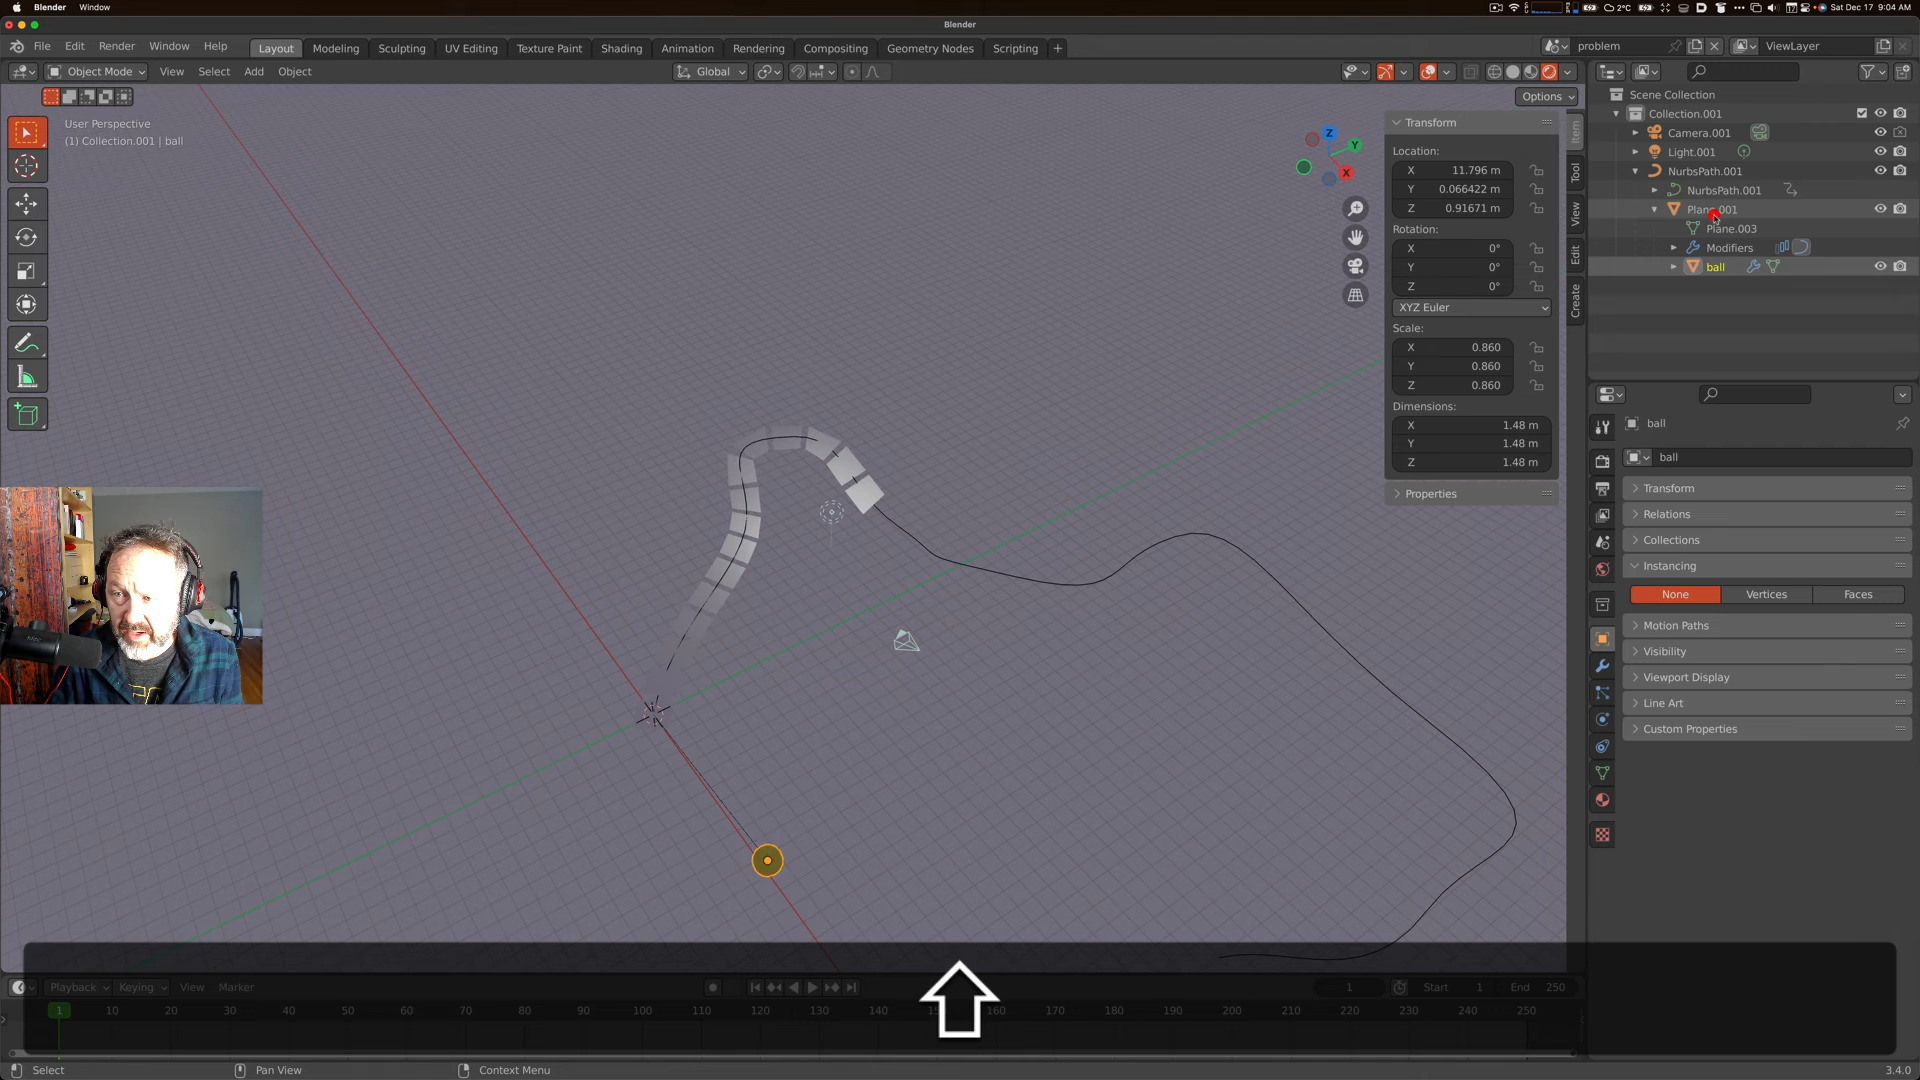 Blender Window Sat Dec 17 9:04 AM
Blender
File Edit Render Window Help Layout Modeling Sculpting UV Editing Texture Paint Shading Animation Rendering Compositing Geometry Nodes Scripting + problem ViewLayer
Object Mode View Select Add Object Global
Options
User Perspective
(1) Collection.001 | ball
Scene Collection
Collection.001
Camera.001
Light.001
NurbsPath.001
NurbsPath.001
Plane.001
Plane.003
Modifiers
ball
Z
Y
X
Transform
Location:
X 11.796 m
Y 0.066422 m
Z 0.91671 m
Rotation:
X 0°
Y 0°
Z 0°
XYZ Euler
Scale:
X 0.860
Y 0.860
Z 0.860
Dimensions:
X 1.48 m
Y 1.48 m
Z 1.48 m
Properties
Item
Tool
View
Edit
Create
ball
ball
Transform
Relations
Collections
Instancing
None Vertices Faces
Motion Paths
Visibility
Viewport Display
Line Art
Custom Properties
Playback Keying View Marker 1 Start 1 End 250
1 10 20 30 40 50 60 70 80 90 100 110 120 130 140 150 160 170 180 190 200 210 220 230 240 250
Select Pan View Context Menu 3.4.0